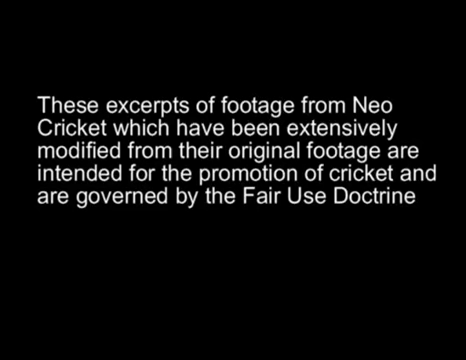 These excerpts of footage from Neo
Cricket which have been extensively
modified from their original footage are
intended for the promotion of cricket and
are governed by the Fair Use Doctrine